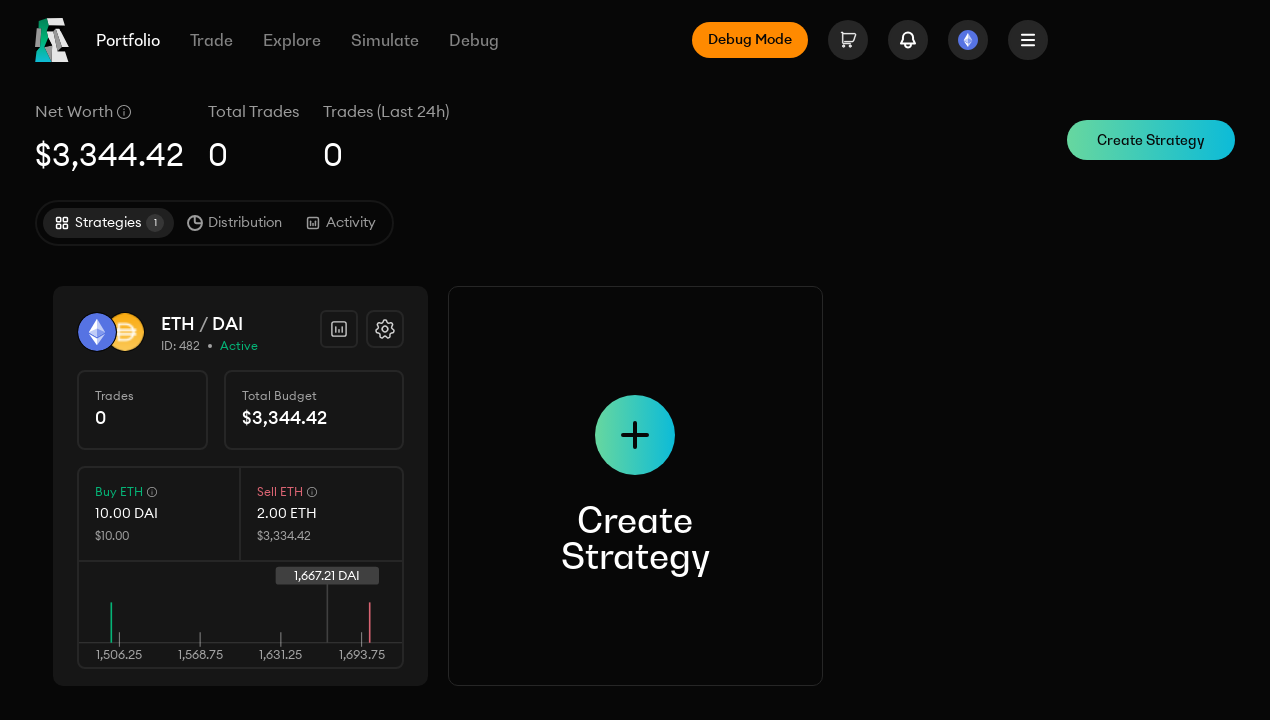 Portfolio Trade Explore Simulate Debug Debug Mode
Net Worth Total Trades Trades (Last 24h)
$3,344.42 0 0
Create Strategy
Strategies 1 Distribution Activity
ETH / DAI
ID: 482 • Active
Trades Total Budget
0 $3,344.42
Buy ETH Sell ETH
10.00 DAI 2.00 ETH
$10.00 $3,334.42
1,667.21 DAI
1,506.25 1,568.75 1,631.25 1,693.75
Create
Strategy